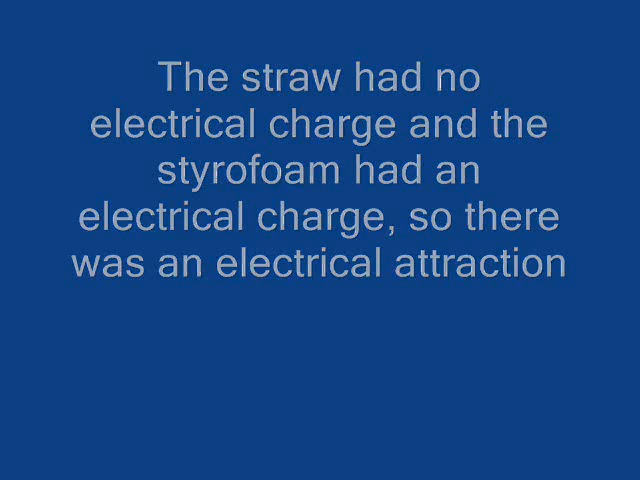 The straw had no
electrical charge and the
styrofoam had an
electrical charge, so there
was an electrical attraction